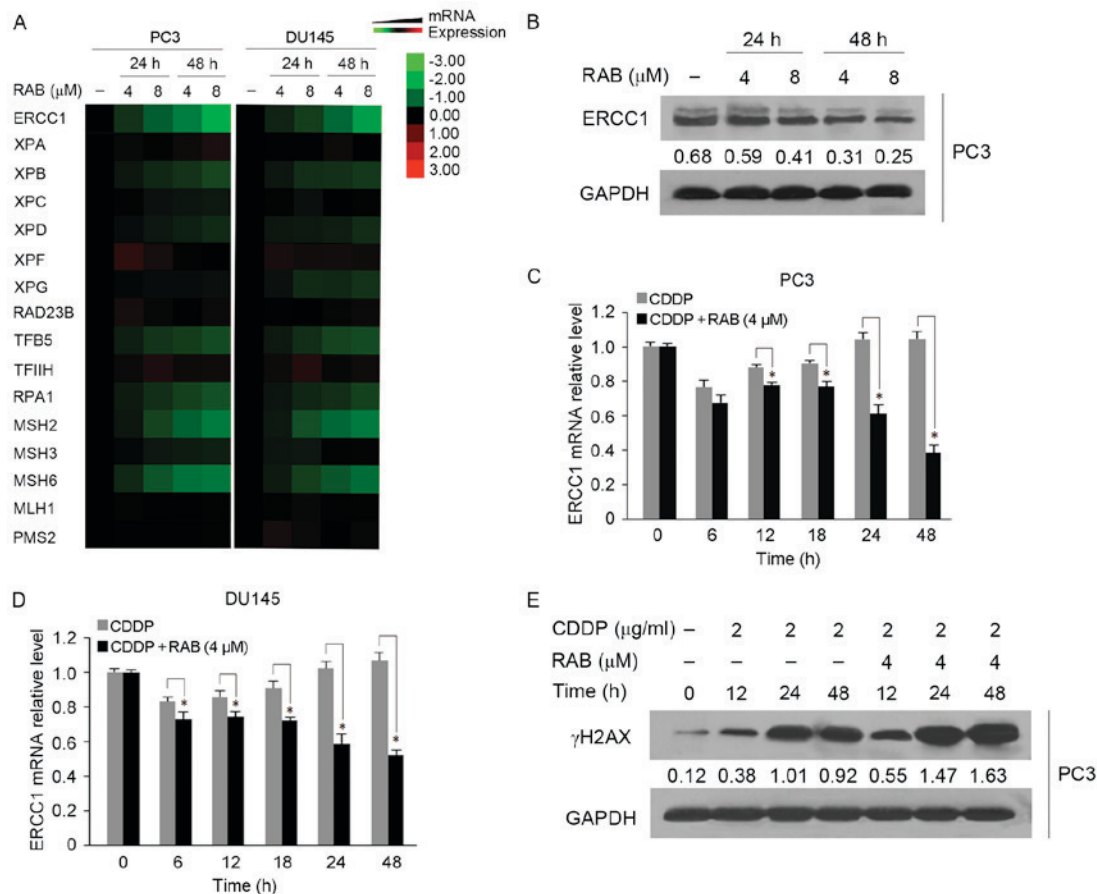 A
mRNA
Expression
PC3 DU145
24 h 48 h 24 h 48 h
RAB (μM) – 4 8 4 8 – 4 8 4 8
-3.00
-2.00
-1.00
0.00
1.00
2.00
3.00
ERCC1
XPA
XPB
XPC
XPD
XPF
XPG
RAD23B
TFB5
TFIIH
RPA1
MSH2
MSH3
MSH6
MLH1
PMS2
B
24 h 48 h
RAB (μM) – 4 8 4 8
ERCC1
0.68 0.59 0.41 0.31 0.25
GAPDH
PC3
C
PC3
CDDP
CDDP + RAB (4 μM)
ERCC1 mRNA relative level
1.2
1.0
0.8
0.6
0.4
0.2
0
* * * *
0 6 12 18 24 48
Time (h)
D
DU145
CDDP
CDDP + RAB (4 μM)
ERCC1 mRNA relative level
1.2
1.0
0.8
0.6
0.4
0.2
0
* * * * *
0 6 12 18 24 48
Time (h)
E
CDDP (μg/ml) – 2 2 2 2 2 2
RAB (μM) – – – – 4 4 4
Time (h) 0 12 24 48 12 24 48
γH2AX
0.12 0.38 1.01 0.92 0.55 1.47 1.63
GAPDH
PC3